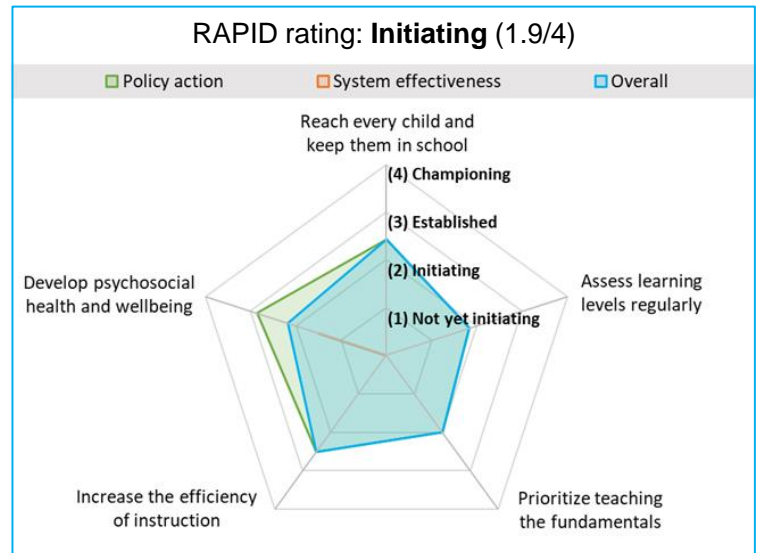 RAPID rating: Initiating (1.9/4)
Policy action
System effectiveness
Overall
Reach every child and
keep them in school
(4) Championing
(3) Established
(2) Initiating
(1) Not yet initiating
Develop psychosocial
health and wellbeing
Assess learning
levels regularly
Increase the efficiency
of instruction
Prioritize teaching
the fundamentals